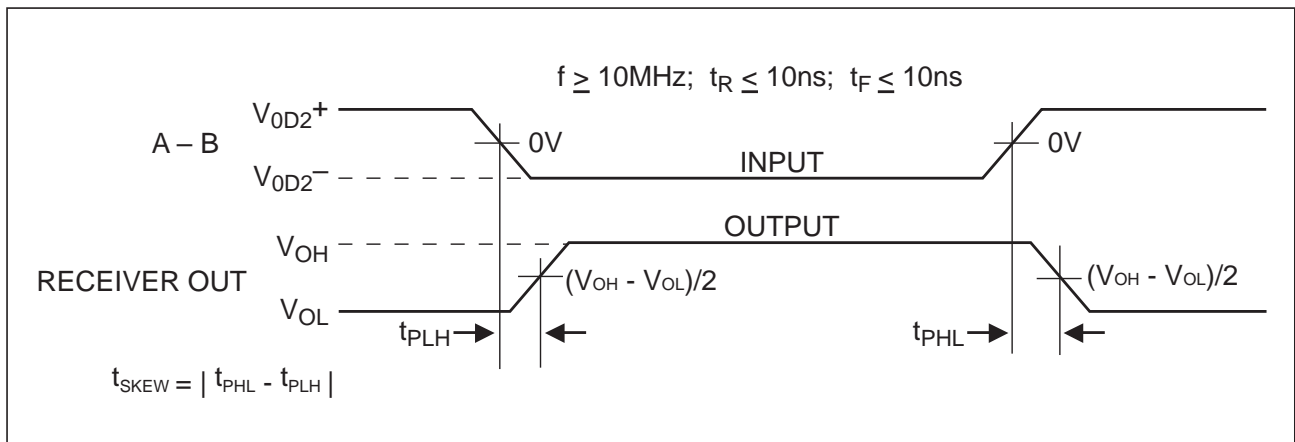 f ≥ 10MHz; tR ≤ 10ns; tF ≤ 10ns
V0D2+
A – B
0V
0V
V0D2–
INPUT
VOH
OUTPUT
RECEIVER OUT
(VOH - VOL)/2
(VOH - VOL)/2
VOL
tPLH
tPHL
tSKEW = | tPHL - tPLH |